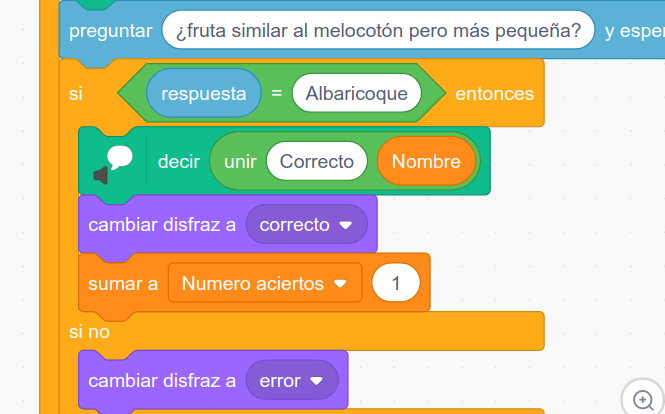 preguntar ¿fruta similar al melocotón pero más pequeña? y esper
si respuesta = Albaricoque entonces
decir unir Correcto Nombre
cambiar disfraz a correcto
sumar a Numero aciertos 1
si no
cambiar disfraz a error